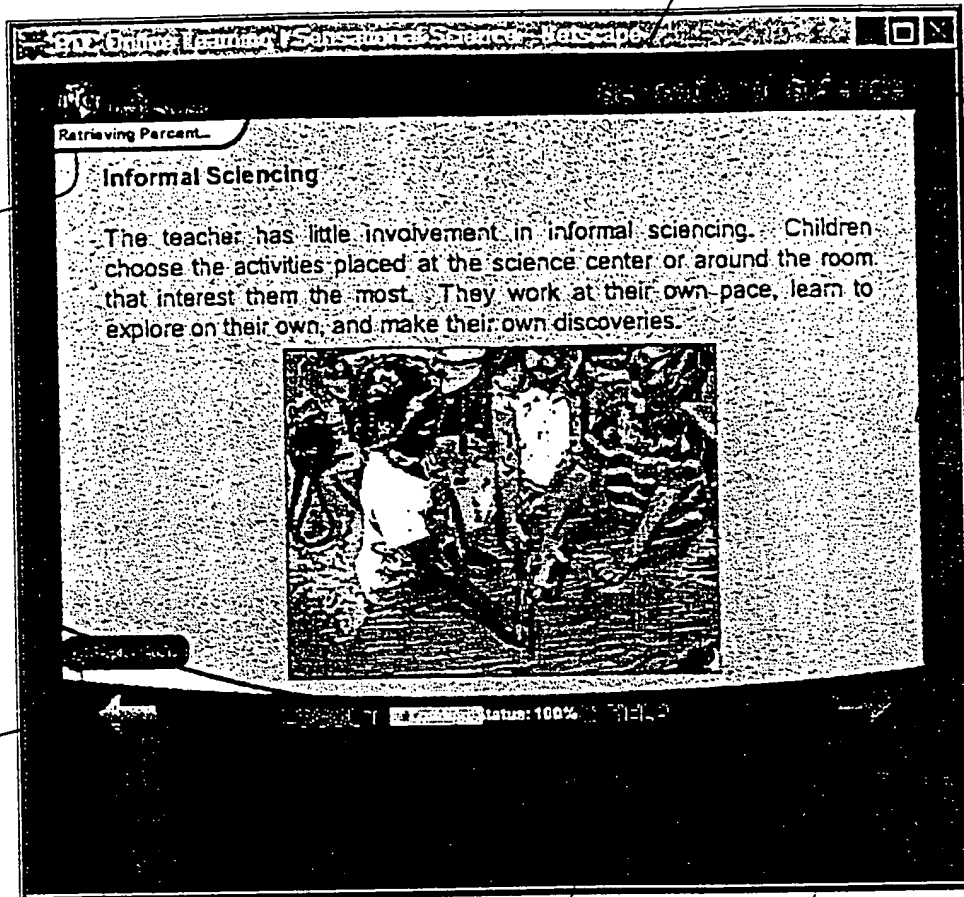 Online Learning Sensational Science - Netscape
Retrieving Percent...
Informal Sciencing
The teacher has little involvement in informal sciencing. Children
choose the activities placed at the science center or around the room
that interest them the most. They work at their own pace, learn to
explore on their own, and make their own discoveries.
Status: 100% HELP